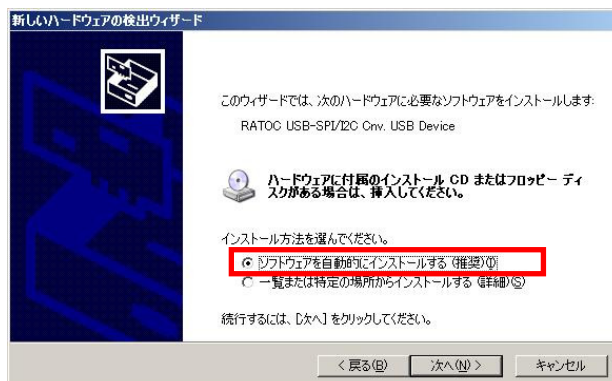 新しいハードウェアの検出ウィザード
このウィザードでは、次のハードウェアに必要なソフトウェアをインストールします:
RATOC USB-SPI/I2C Cnv. USB Device
ハードウェアに付属のインストール CD またはフロッピー ディ
スクがある場合は、挿入してください。
インストール方法を選んでください。
ソフトウェアを自動的にインストールする (推奨)(I)
一覧または特定の場所からインストールする (詳細)(S)
続行するには、[次へ] をクリックしてください。
< 戻る(B) 次へ(N) > キャンセル